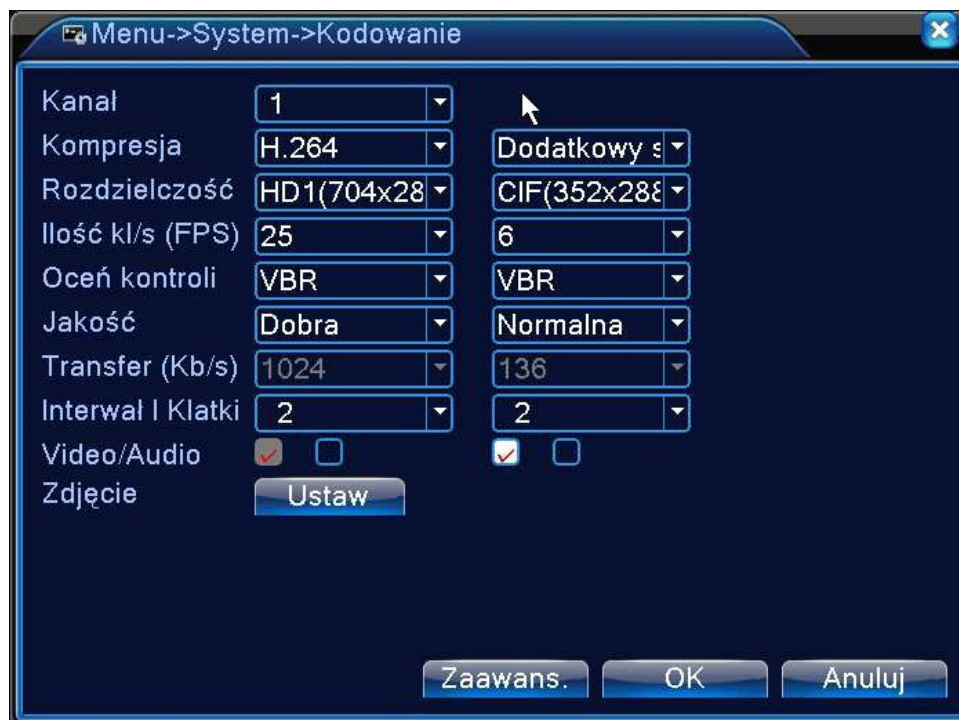 Menu->System->Kodowanie
Kanał 1
Kompresja H.264 Dodatkowy s
Rozdzielczość HD1(704x28 CIF(352x288
Ilość kl/s (FPS) 25 6
Oceń kontroli VBR VBR
Jakość Dobra Normalna
Transfer (Kb/s) 1024 136
Interwał I Klatki 2 2
Video/Audio
Zdjęcie Ustaw
Zaawans. OK Anuluj